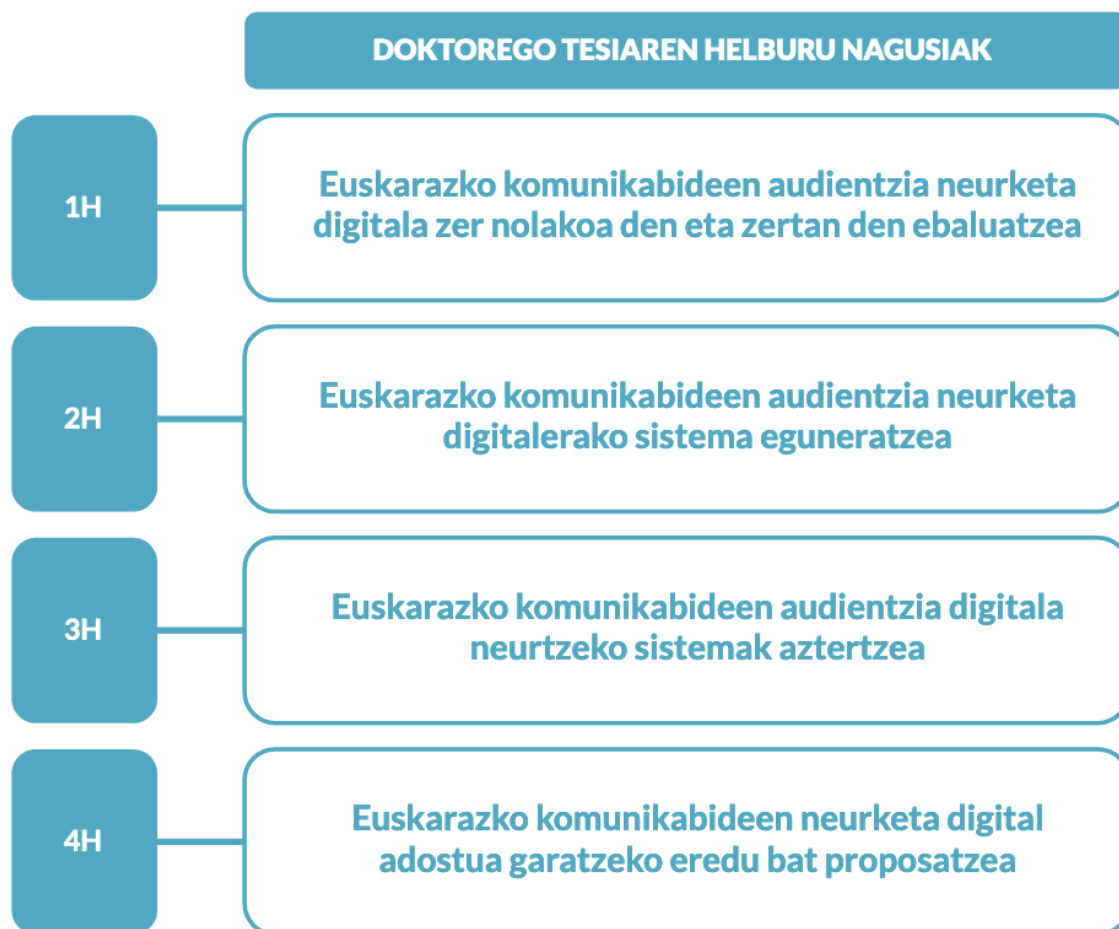 DOKTOREGO TESIAREN HELBURU NAGUSIAK
1H
Euskarazko komunikabideen audientzia neurketa
digitala zer nolakoa den eta zertan den ebaluatzea
2H
Euskarazko komunikabideen audientzia neurketa
digitalerako sistema eguneratzea
3H
Euskarazko komunikabideen audientzia digitala
neurtzeko sistemak aztertzea
4H
Euskarazko komunikabideen neurketa digital
adostua garatzeko eredu bat proposatzea